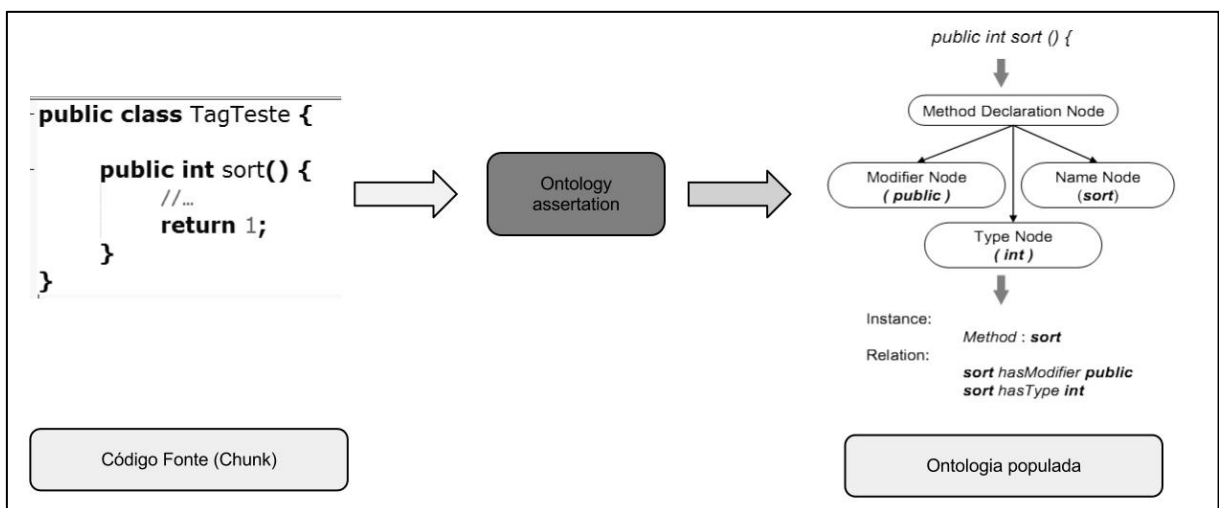 public class TagTeste {
public int sort() {
//...
return 1;
}
}
Código Fonte (Chunk)
Ontology
assertation
public int sort () {
Method Declaration Node
Modifier Node
( public )
Name Node
(sort)
Type Node
( int )
Instance:
Method : sort
Relation:
sort hasModifier public
sort hasType int
Ontologia populada